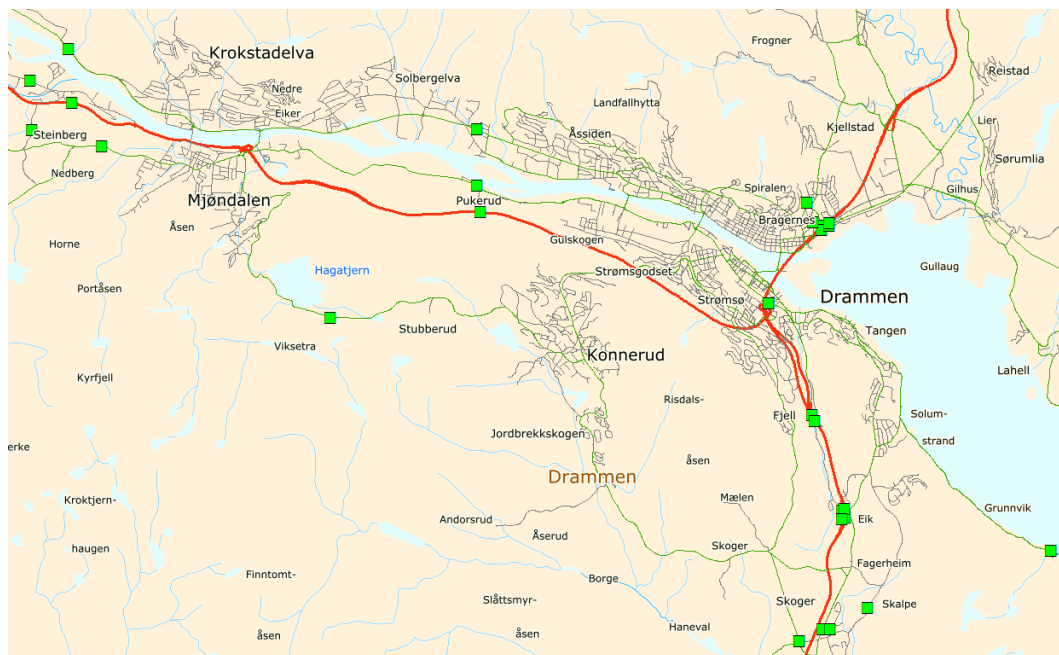 Frogner
Krokstadelva
Reistad
Solbergelva
Nedre
Landfallhytta
Eiker
Kjellstad
Lier
Steinberg
Åssiden
Sørumlia
Nedberg
Spiralen
Gilhus
Mjøndalen
Pukerud
Bragernes
Åsen
Horne
Gulskogen
Gullaug
Hagatjern
Strømsgodset
Portåsen
Strømsø
Drammen
Stubberud
Tangen
Viksetra
Konnerud
Lahell
Kyrfjell
Risdals-
Fjell
Solum-
Jordbrekkskogen
strand
erke
åsen
Drammen
Kroktjern-
Mælen
Grunnvik
Andorsrud
Eik
Åserud
haugen
Skoger
Fagerheim
Finntomt-
Borge
Slåttsmyr-
Skoger
Skalpe
Haneval
åsen
åsen